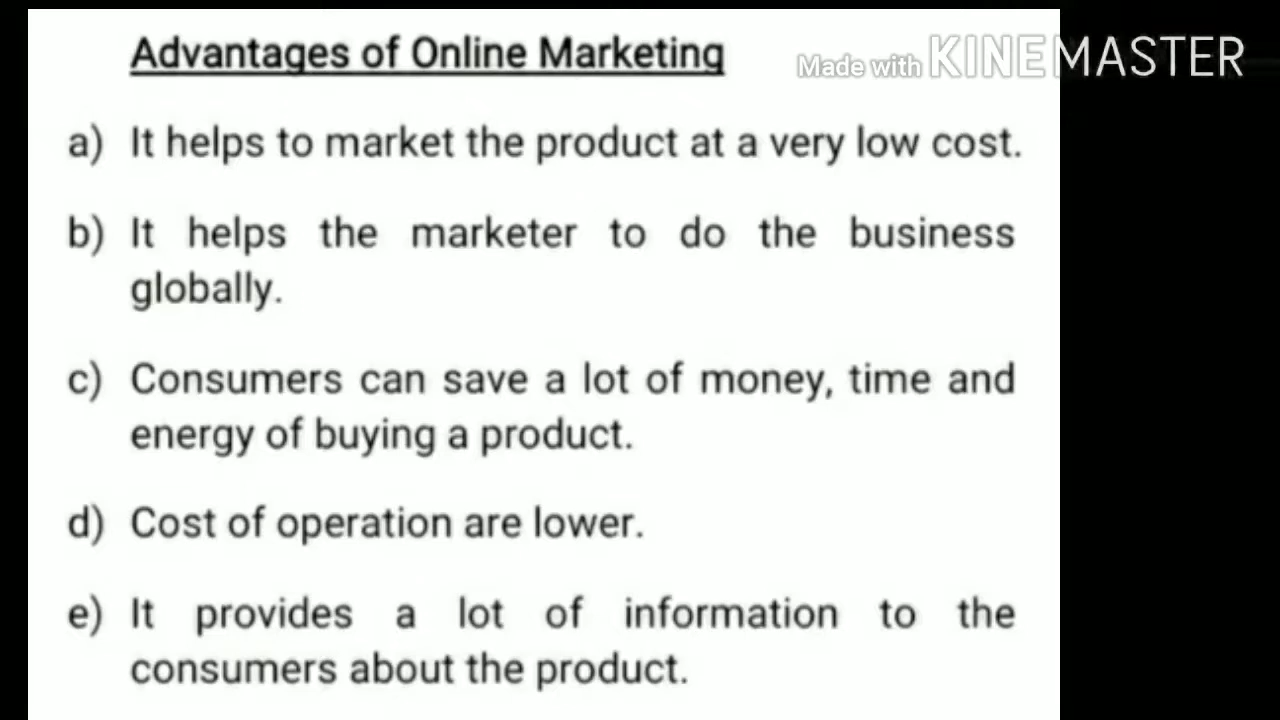 Advantages of Online Marketing
Made with KINEMASTER
a) It helps to market the product at a very low cost.
b) It helps the marketer to do the business
globally.
c) Consumers can save a lot of money, time and
energy of buying a product.
d) Cost of operation are lower.
e) It provides a lot of information to the
consumers about the product.